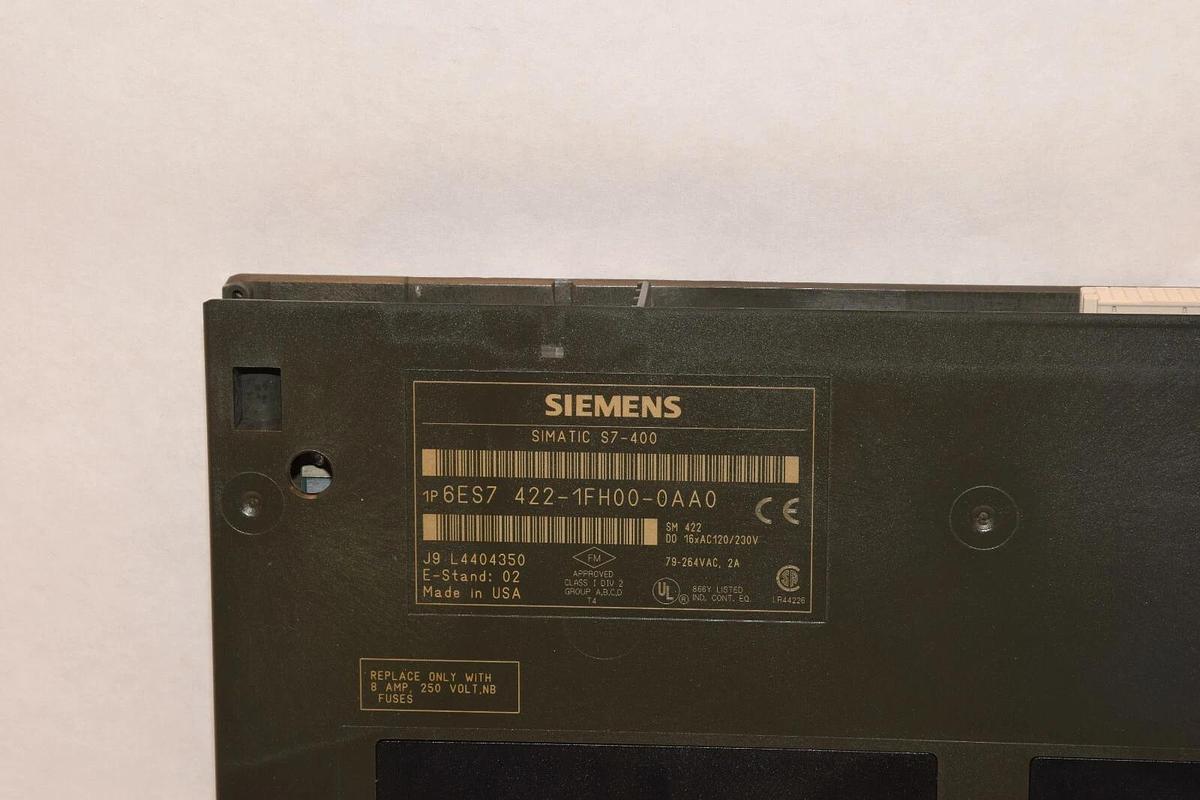 SIEMENS
SIMATIC S7-400
1P 6ES7 422-1FH00-0AA0
CE
SM 422
DO 16xAC120/230V
79-264VAC, 2A
J9 L4404350
E-Stand: 02
Made in USA
FM
APPROVED
CLASS I DIV 2
GROUP A,B,C,D
T4
UL ®
866Y LISTED
IND. CONT. EQ.
LR44226
REPLACE ONLY WITH
8 AMP, 250 VOLT,NB
FUSES